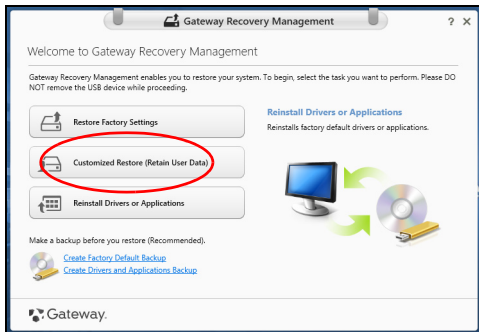 Gateway Recovery Management
? X
Welcome to Gateway Recovery Management
Gateway Recovery Management enables you to restore your system. To begin, select the task you want to perform. Please DO
NOT remove the USB device while proceeding.
Restore Factory Settings
Customized Restore (Retain User Data)
Reinstall Drivers or Applications
Reinstall Drivers or Applications
Reinstalls factory default drivers or applications.
Make a backup before you restore (Recommended).
Create Factory Default Backup
Create Drivers and Applications Backup
Gateway.